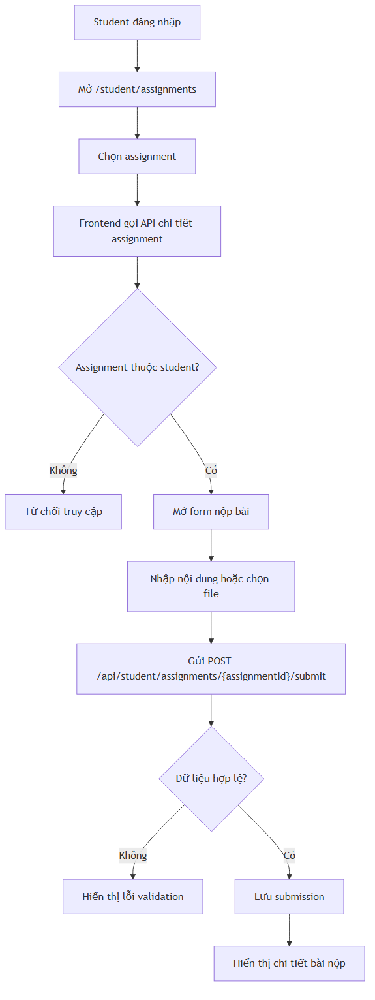 Student đăng nhập
Mở /student/assignments
Chọn assignment
Frontend gọi API chi tiết
assignment
Assignment thuộc student?
Không
Có
Từ chối truy cập
Mở form nộp bài
Nhập nội dung hoặc chọn
file
Gửi POST
/api/student/assignments/{assignmentId}/submit
Dữ liệu hợp lệ?
Không
Có
Hiển thị lỗi validation
Lưu submission
Hiển thị chi tiết bài nộp